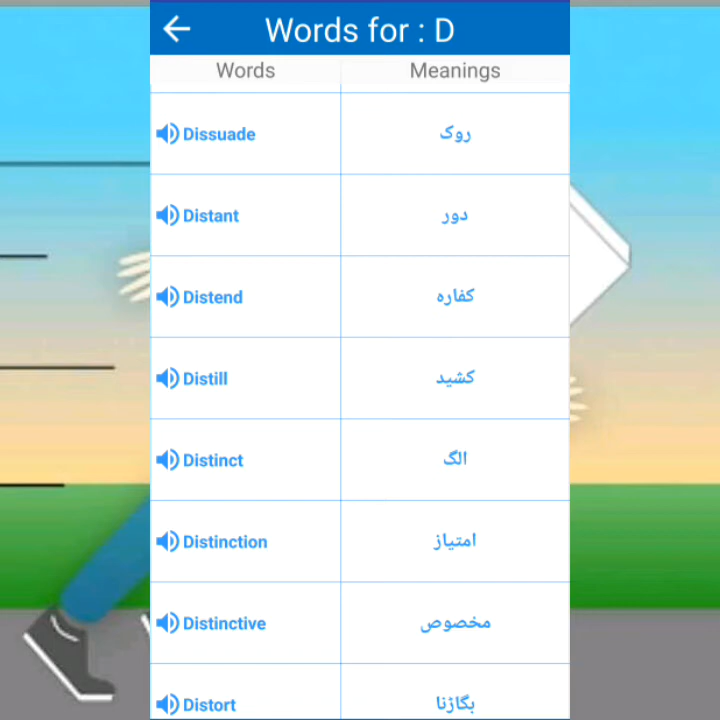 Words for : D
Words Meanings
Dissuade روک
Distant دور
Distend کفارہ
Distill کشید
Distinct الگ
Distinction امتیاز
Distinctive مخصوص
Distort بگاڑنا